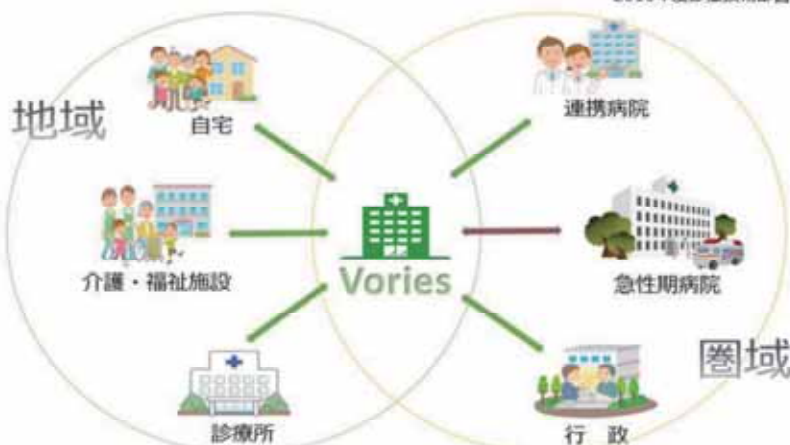 地域
自宅
介護・福祉施設
診療所
Vories
連携病院
急性期病院
圏域
行 政